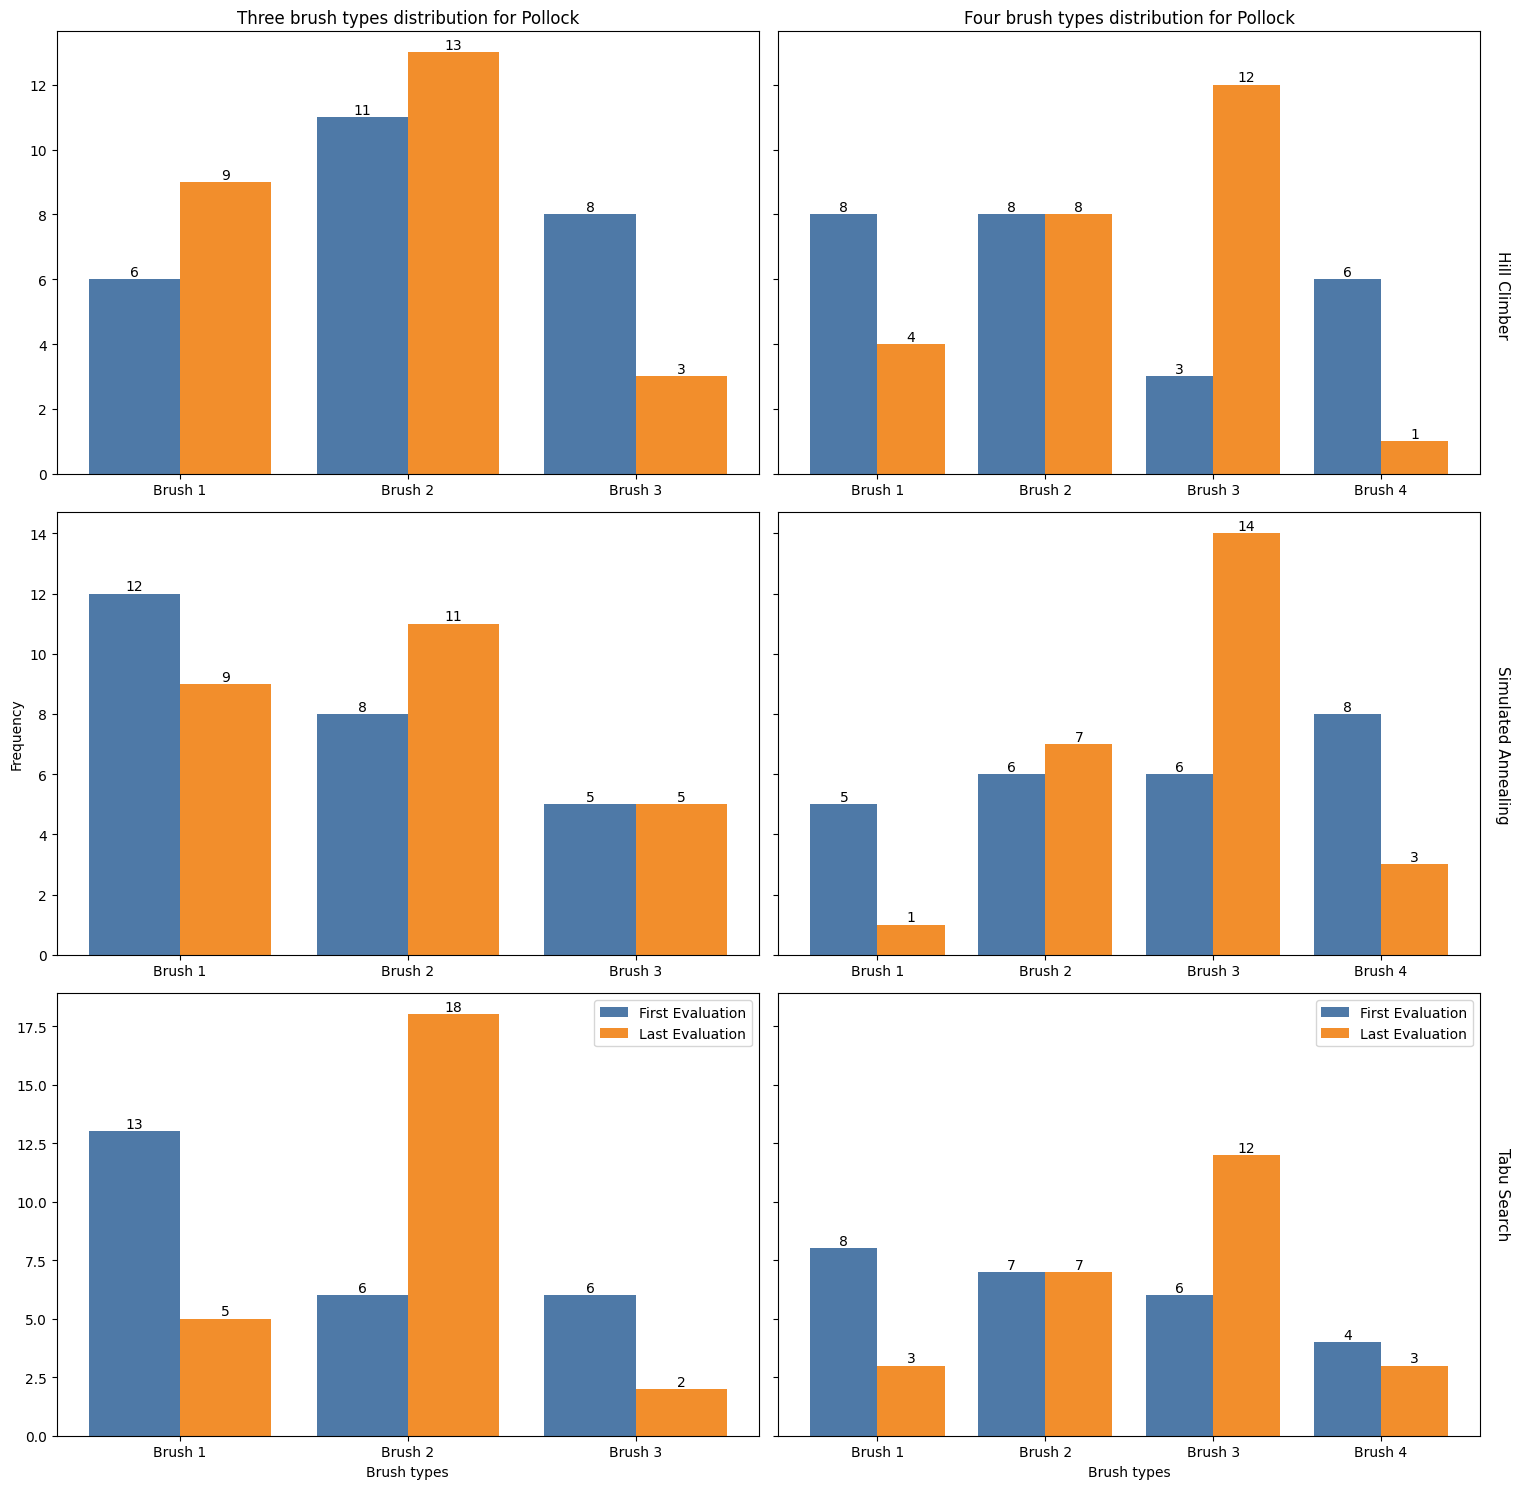 Three brush types distribution for Pollock
Four brush types distribution for Pollock
12
10
8
6
4
2
0
6
9
11
13
8
3
Brush 1
Brush 2
Brush 3
8
4
8
8
3
12
6
1
Brush 1
Brush 2
Brush 3
Brush 4
Hill Climber
Frequency
14
12
10
8
6
4
2
0
12
9
8
11
5
5
Brush 1
Brush 2
Brush 3
5
1
6
7
6
14
8
3
Brush 1
Brush 2
Brush 3
Brush 4
Simulated Annealing
17.5
15.0
12.5
10.0
7.5
5.0
2.5
0.0
13
5
6
18
6
2
First Evaluation
Last Evaluation
Brush 1
Brush 2
Brush 3
Brush types
8
3
7
7
6
12
4
3
First Evaluation
Last Evaluation
Brush 1
Brush 2
Brush 3
Brush 4
Brush types
Tabu Search